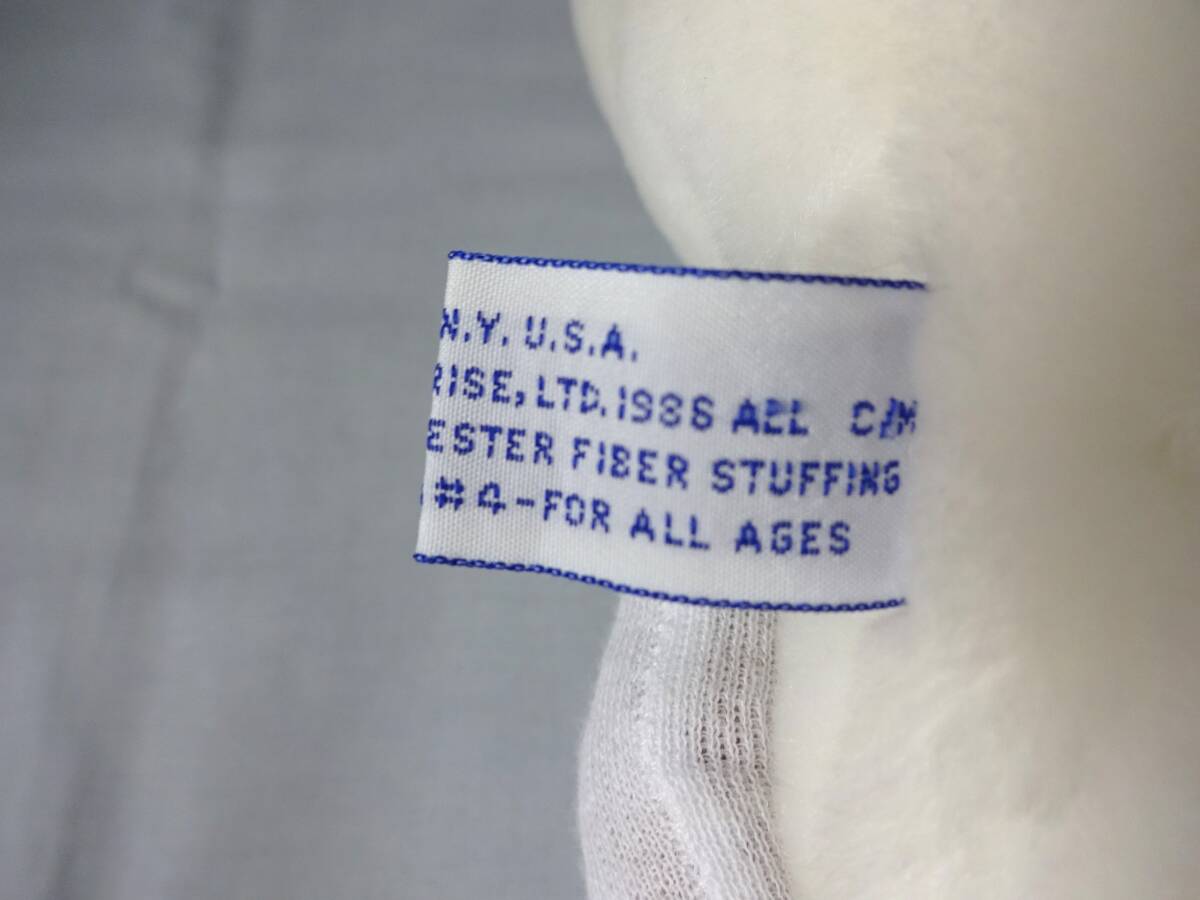 N.Y. U.S.A.
RISE, LTD. 1986 ALL C/M
ESTER FIBER STUFFING
#4-FOR ALL AGES